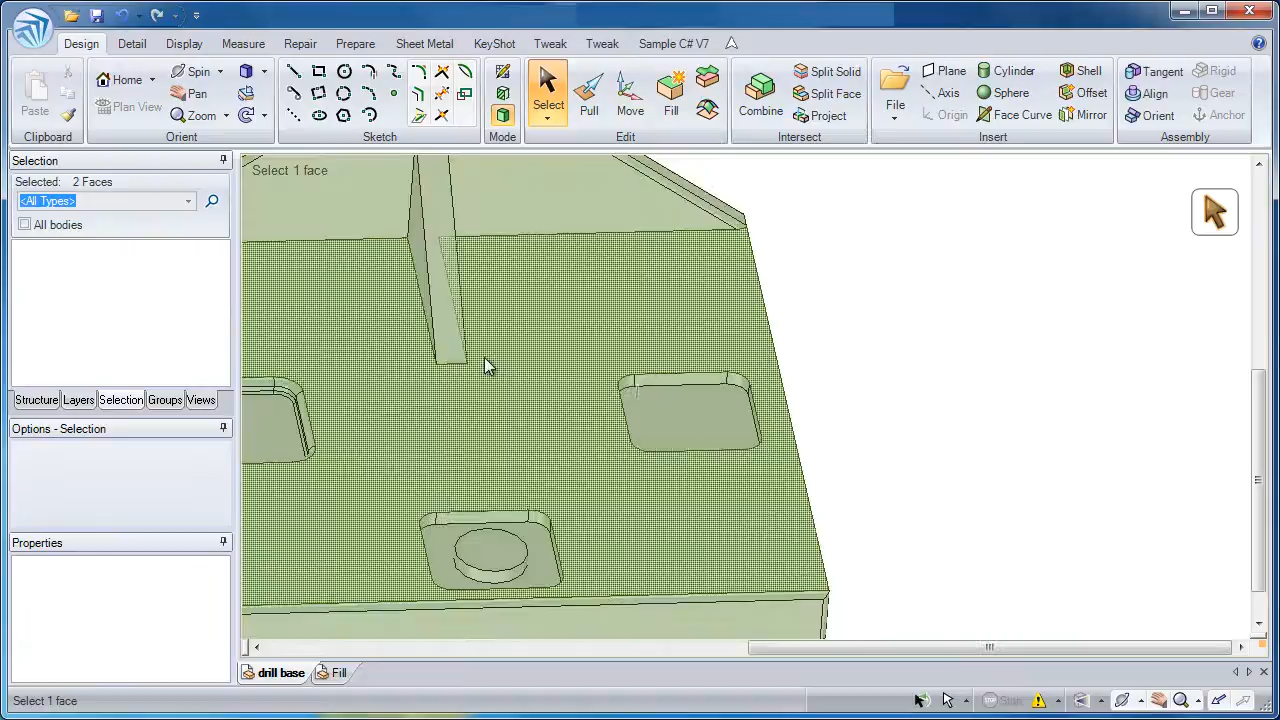 Design Detail Display Measure Repair Prepare Sheet Metal KeyShot Tweak Tweak Sample C# V7
Paste
Clipboard
Home
Plan View
Spin
Pan
Zoom
Orient
Sketch
Mode
Select
Pull
Move
Fill
Edit
Combine
Split Solid
Split Face
Project
Intersect
File
Plane
Axis
Origin
Cylinder
Sphere
Face Curve
Shell
Offset
Mirror
Insert
Tangent
Align
Orient
Rigid
Gear
Anchor
Assembly
Selection
Selected: 2 Faces
<All Types>
All bodies
Structure Layers Selection Groups Views
Options - Selection
Properties
Select 1 face
drill base
Fill
Select 1 face
Stop